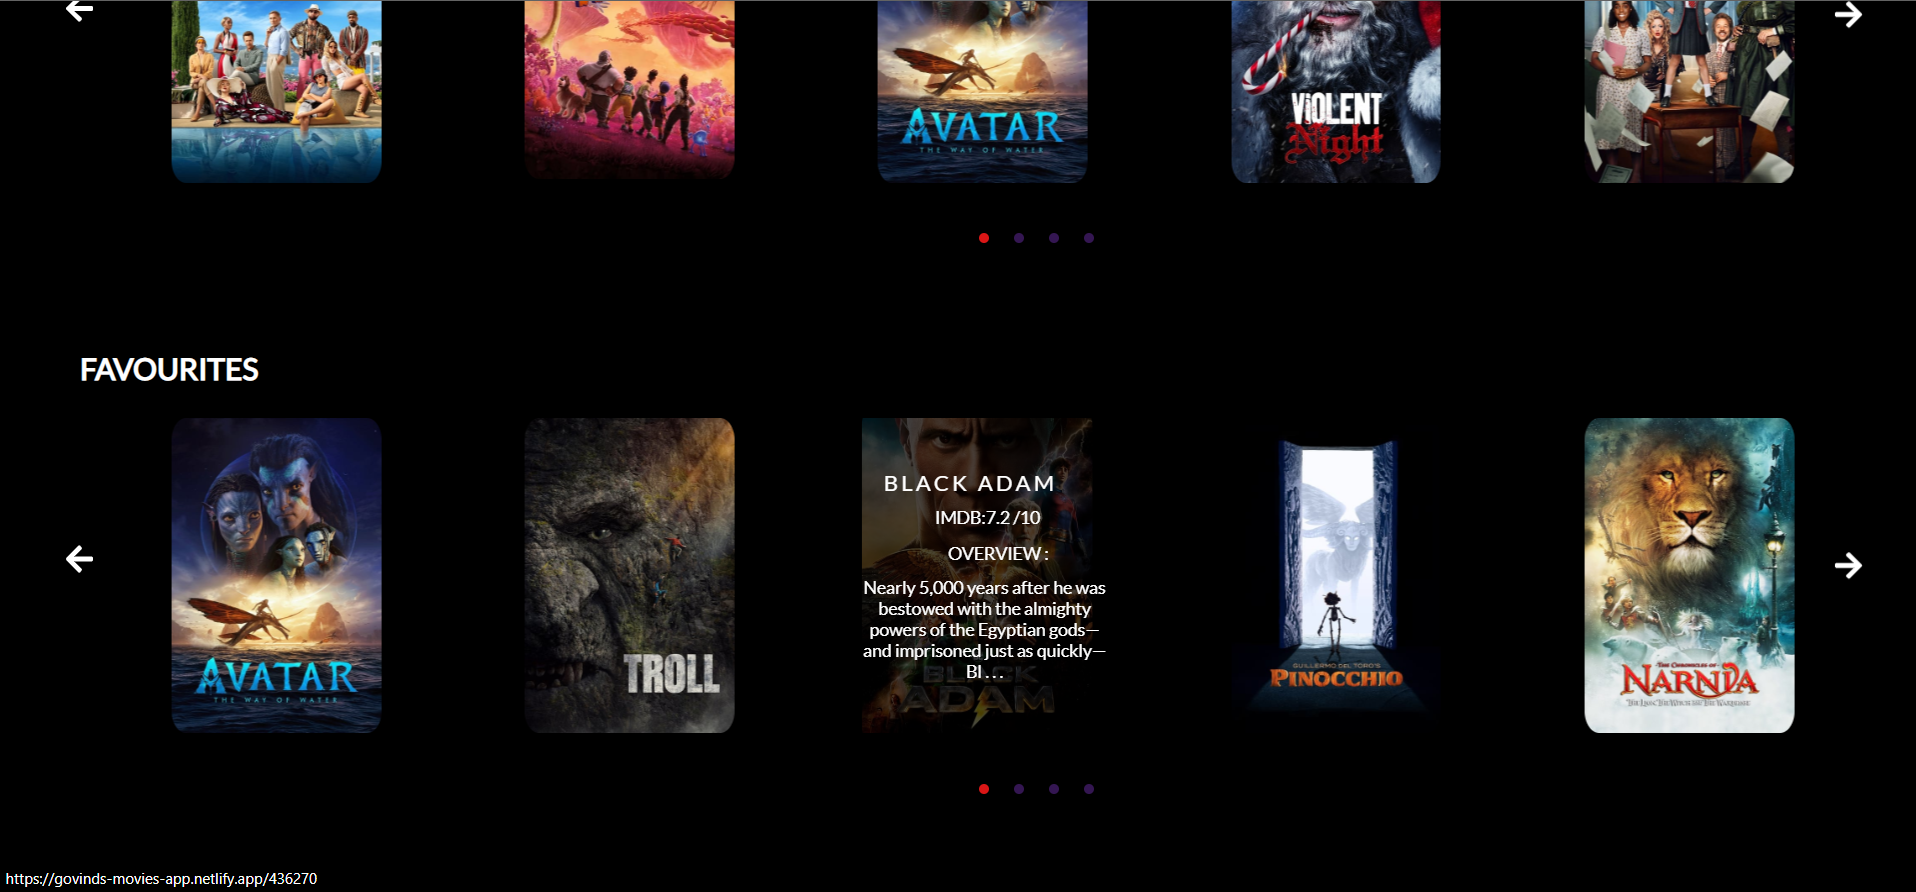 AVATAR
THE WAY OF WATER
VIOLENT
Night
FAVOURITES
AVATAR
THE WAY OF WATER
TROLL
BLACK ADAM
IMDB:7.2 /10
OVERVIEW :
Nearly 5,000 years after he was
bestowed with the almighty
powers of the Egyptian gods—
and imprisoned just as quickly—
Bl . . .
BLACK
ADAM
GUILLERMO DEL TORO'S
PINOCCHIO
THE CHRONICLES OF
NARNIA
THE LION, THE WITCH AND THE WARDROBE
https://govinds-movies-app.netlify.app/436270